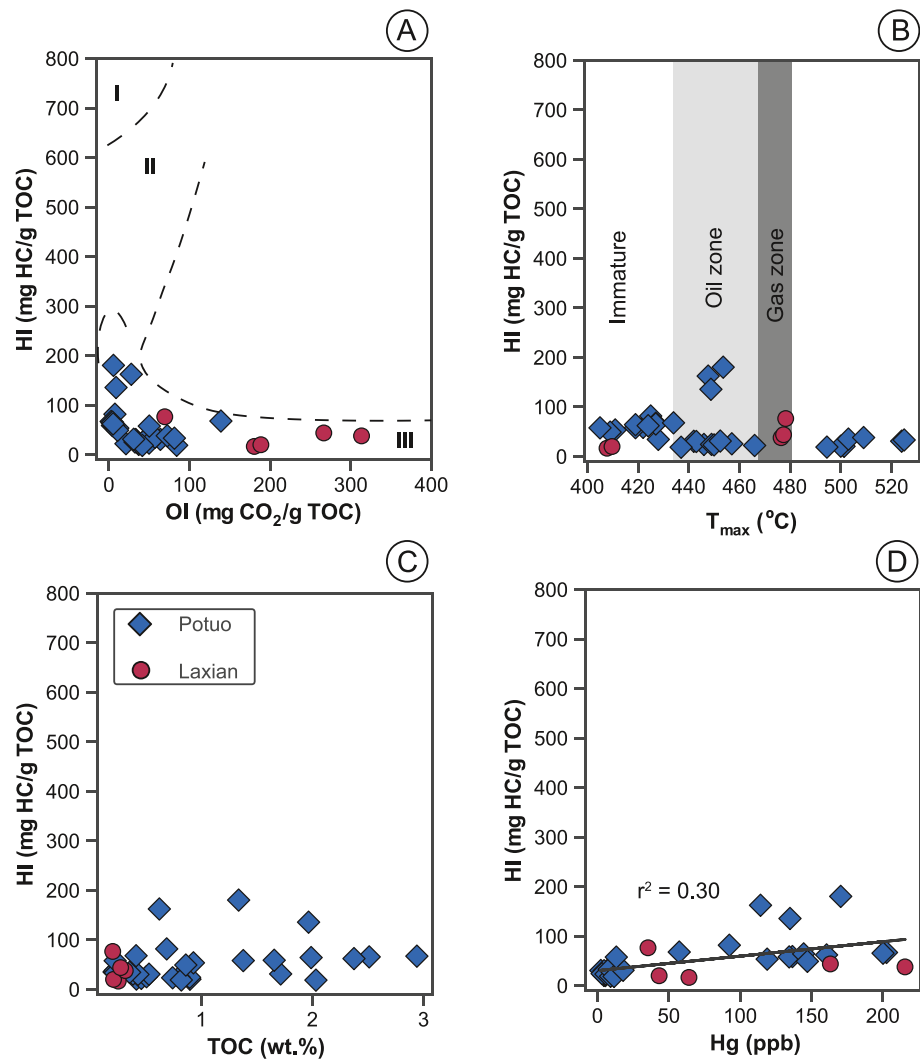 A
HI (mg HC/g TOC)
800
700
600
500
400
300
200
100
0
I
II
III
0
100
200
300
400
OI (mg CO₂/g TOC)
B
HI (mg HC/g TOC)
800
700
600
500
400
300
200
100
0
Immature
Oil zone
Gas zone
400
420
440
460
480
500
520
Tmax (°C)
C
HI (mg HC/g TOC)
800
700
600
500
400
300
200
100
0
Potuo
Laxian
1
2
3
TOC (wt.%)
D
HI (mg HC/g TOC)
800
700
600
500
400
300
200
100
0
r² = 0.30
0
50
100
150
200
Hg (ppb)